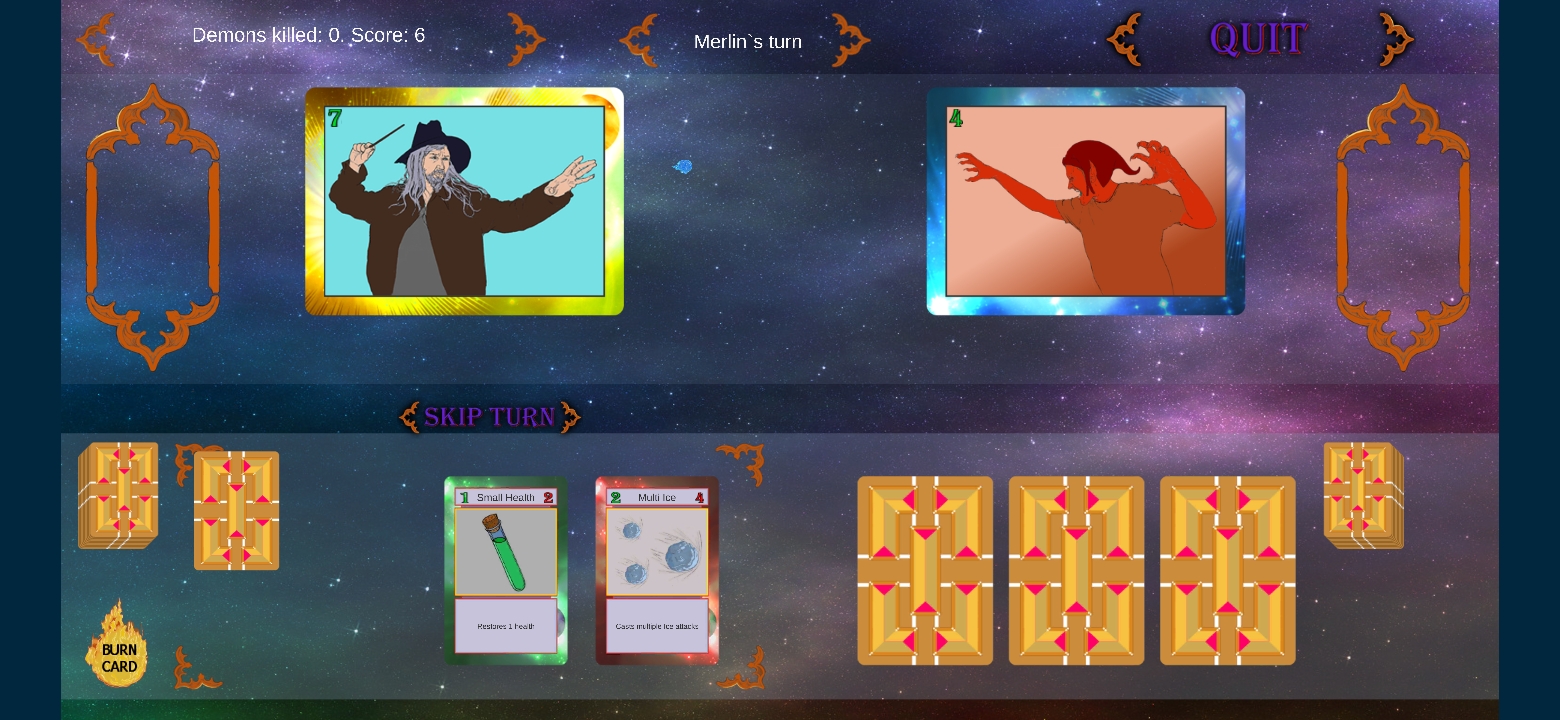 Demons killed: 0. Score: 6
Merlin`s turn
QUIT
7
4
SKIP TURN
1 Small Health 2
Restores 1 health
2 Multi Ice 4
Casts multiple Ice attacks
BURN
CARD